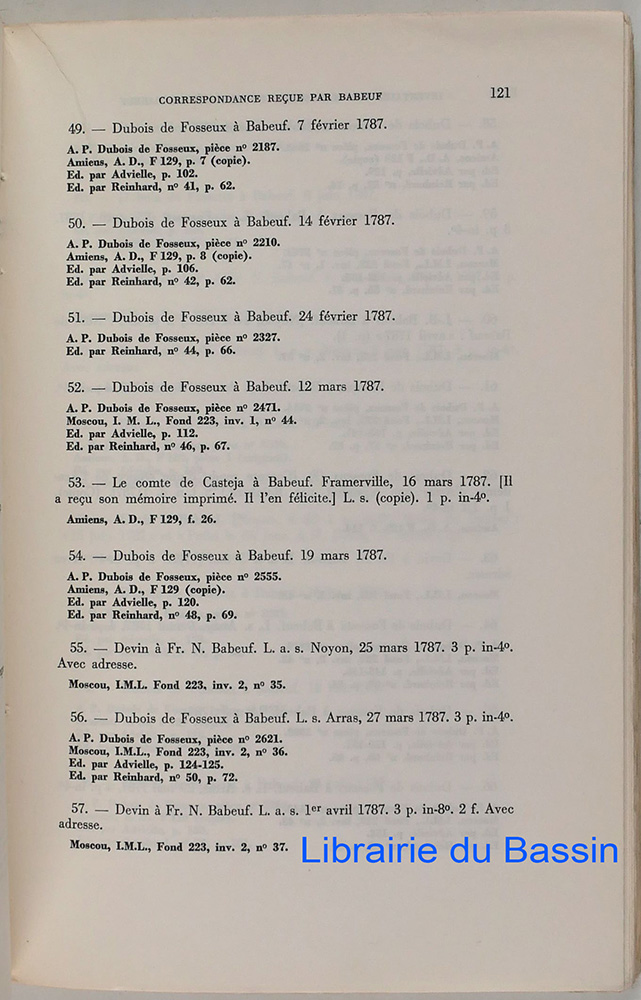 CORRESPONDANCE REÇUE PAR BABEUF 121
49. — Dubois de Fosseux à Babeuf. 7 février 1787.
A. P. Dubois de Fosseux, pièce nº 2187.
Amiens, A. D., F 129, p. 7 (copie).
Ed. par Advielle, p. 102.
Ed. par Reinhard, nº 41, p. 62.
50. — Dubois de Fosseux à Babeuf. 14 février 1787.
A. P. Dubois de Fosseux, pièce nº 2210.
Amiens, A. D., F 129, p. 8 (copie).
Ed. par Advielle, p. 106.
Ed. par Reinhard, nº 42, p. 62.
51. — Dubois de Fosseux à Babeuf. 24 février 1787.
A. P. Dubois de Fosseux, pièce nº 2327.
Ed. par Reinhard, nº 44, p. 66.
52. — Dubois de Fosseux à Babeuf. 12 mars 1787.
A. P. Dubois de Fosseux, pièce nº 2471.
Moscou, I. M. L., Fond 223, inv. 1, nº 44.
Ed. par Advielle, p. 112.
Ed. par Reinhard, nº 46, p. 67.
53. — Le comte de Casteja à Babeuf. Framerville, 16 mars 1787. [Il
a reçu son mémoire imprimé. Il l'en félicite.] L. s. (copie). 1 p. in-4º.
Amiens, A. D., F 129, f. 26.
54. — Dubois de Fosseux à Babeuf. 19 mars 1787.
A. P. Dubois de Fosseux, pièce nº 2555.
Amiens, A. D., F 129 (copie).
Ed. par Advielle, p. 120.
Ed. par Reinhard, nº 48, p. 69.
55. — Devin à Fr. N. Babeuf. L. a. s. Noyon, 25 mars 1787. 3 p. in-4º.
Avec adresse.
Moscou, I.M.L. Fond 223, inv. 2, nº 35.
56. — Dubois de Fosseux à Babeuf. L. s. Arras, 27 mars 1787. 3 p. in-4º.
A. P. Dubois de Fosseux, pièce nº 2621.
Moscou, I.M.L., Fond 223, inv. 2, nº 36.
Ed. par Advielle, p. 124-125.
Ed. par Reinhard, nº 50, p. 72.
57. — Devin à Fr. N. Babeuf. L. a. s. 1er avril 1787. 3 p. in-8º. 2 f. Avec
adresse.
Moscou, I.M.L., Fond 223, inv. 2, nº 37.
Librairie du Bassin